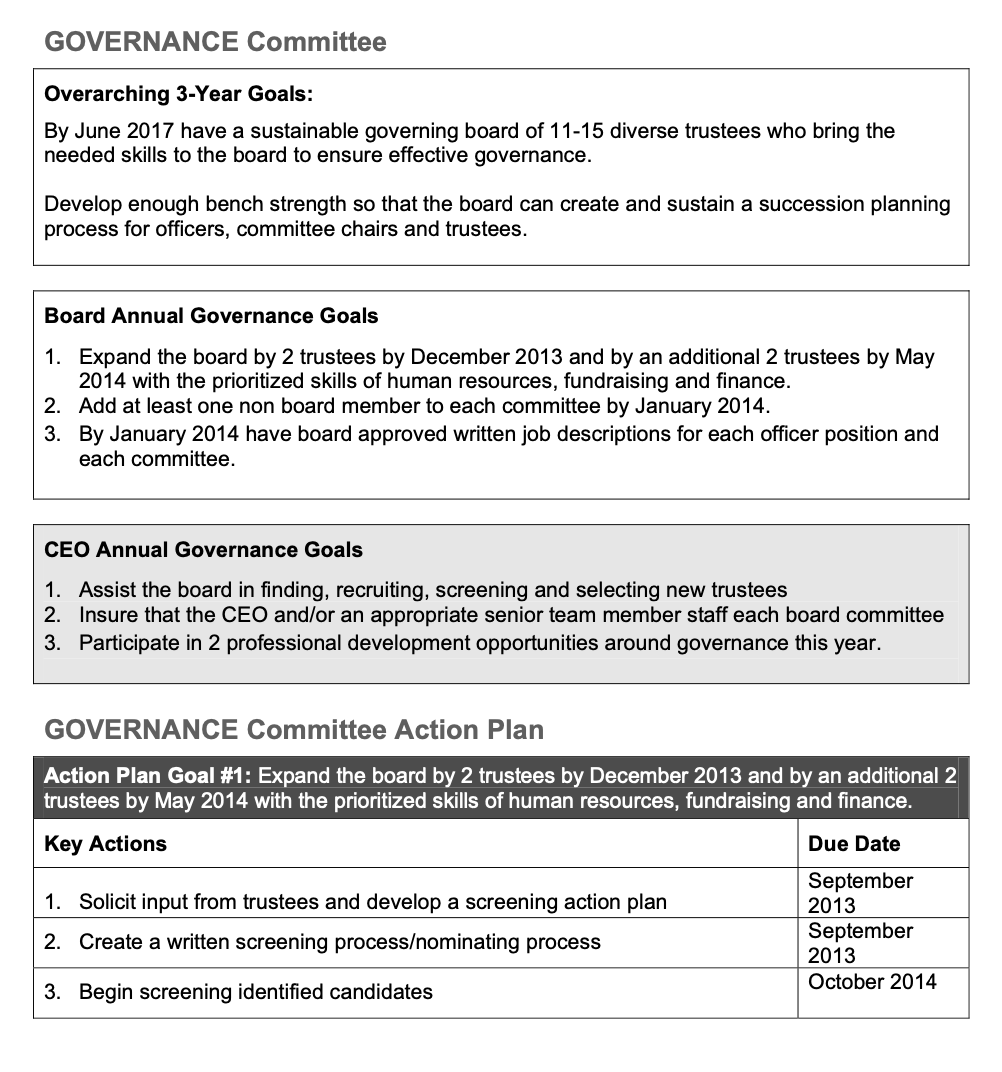 GOVERNANCE Committee
Overarching 3-Year Goals:
By June 2017 have a sustainable governing board of 11-15 diverse trustees who bring the
needed skills to the board to ensure effective governance.
Develop enough bench strength so that the board can create and sustain a succession planning
process for officers, committee chairs and trustees.
Board Annual Governance Goals
1. Expand the board by 2 trustees by December 2013 and by an additional 2 trustees by May
2014 with the prioritized skills of human resources, fundraising and finance.
2. Add at least one non board member to each committee by January 2014.
3. By January 2014 have board approved written job descriptions for each officer position and
each committee.
CEO Annual Governance Goals
1. Assist the board in finding, recruiting, screening and selecting new trustees
2. Insure that the CEO and/or an appropriate senior team member staff each board committee
3. Participate in 2 professional development opportunities around governance this year.
GOVERNANCE Committee Action Plan
Action Plan Goal #1: Expand the board by 2 trustees by December 2013 and by an additional 2
trustees by May 2014 with the prioritized skills of human resources, fundraising and finance.
Key Actions
Due Date
1. Solicit input from trustees and develop a screening action plan
September
2013
2. Create a written screening process/nominating process
September
2013
3. Begin screening identified candidates
October 2014